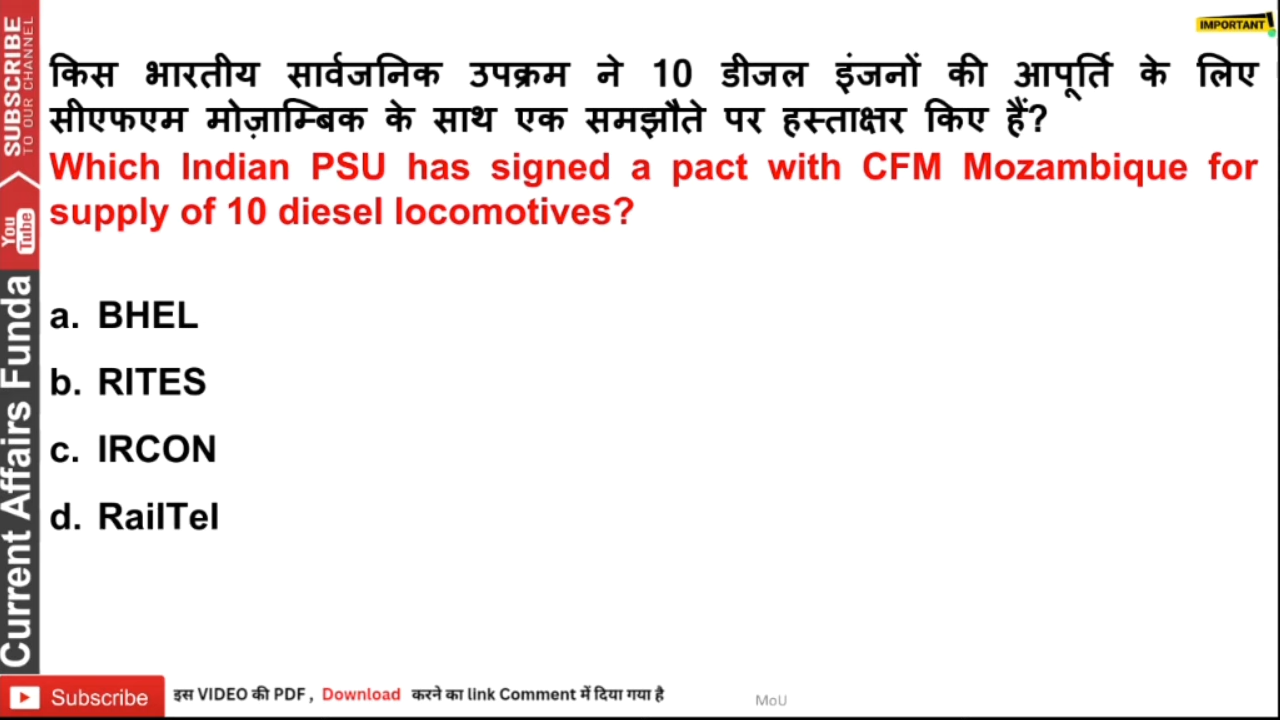 IMPORTANT!
किस भारतीय सार्वजनिक उपक्रम ने 10 डीजल इंजनों की आपूर्ति के लिए
सीएफएम मोज़ाम्बिक के साथ एक समझौते पर हस्ताक्षर किए हैं?
Which Indian PSU has signed a pact with CFM Mozambique for
supply of 10 diesel locomotives?
a. BHEL
b. RITES
c. IRCON
d. RailTel
SUBSCRIBE
TO OUR CHANNEL
You
Tube
Current Affairs Funda
Subscribe
इस VIDEO की PDF , Download करने का link Comment में दिया गया है
MoU